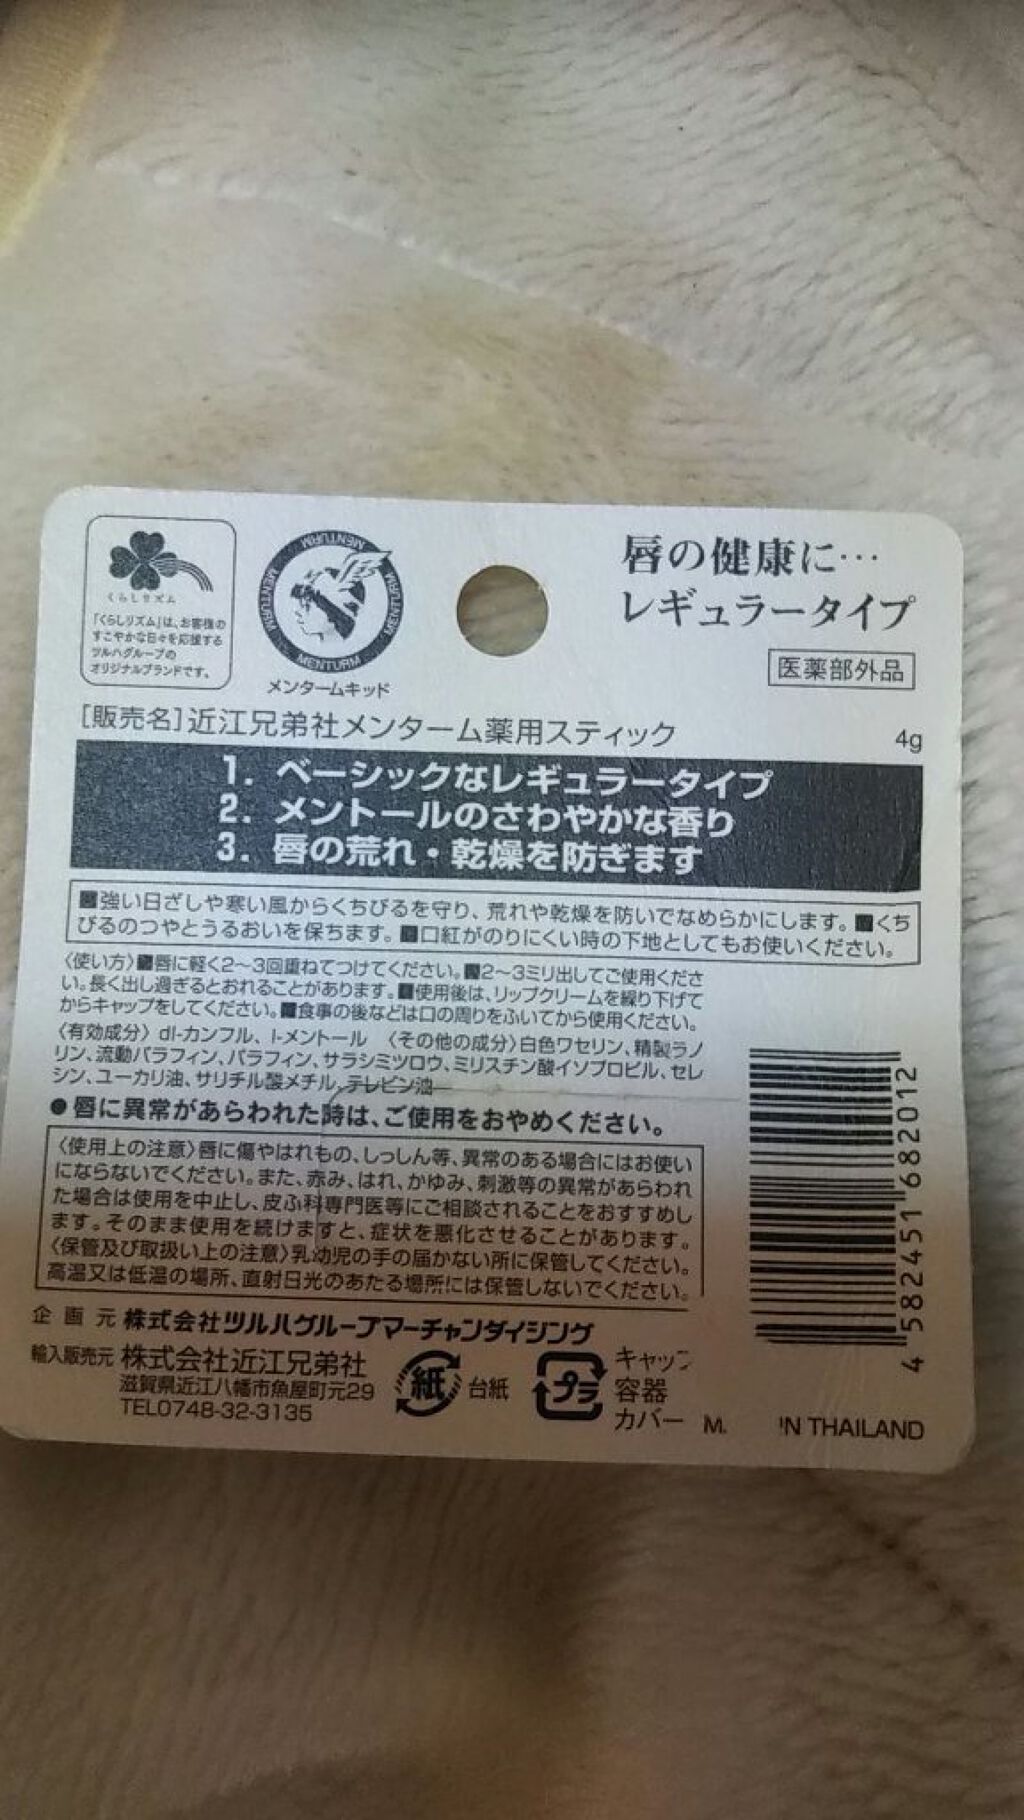 くらしリズム
「くらしリズム」は、お客様の
すこやかな日々を応援する
ツルハグループの
オリジナルブランドです。
MENTURM MENTURM MENTURM MENTURM
メンタームキッド
唇の健康に…
レギュラータイプ
医薬部外品
[販売名]近江兄弟社メンターム薬用スティック
4g
1. ベーシックなレギュラータイプ
2. メントールのさわやかな香り
3. 唇の荒れ・乾燥を防ぎます
■強い日ざしや寒い風からくちびるを守り、荒れや乾燥を防いでなめらかにします。■くち
びるのつやとうるおいを保ちます。■口紅がのりにくい時の下地としてもお使いください。
〈使い方〉■唇に軽く2〜3回重ねてつけてください。■2〜3ミリ出してご使用くださ
い。長く出し過ぎるとおれることがあります。■使用後は、リップクリームを繰り下げて
からキャップをしてください。■食事の後などは口の周りをふいてから使用ください。
〈有効成分〉dl-カンフル、l-メントール 〈その他の成分〉白色ワセリン、精製ラノ
リン、流動パラフィン、パラフィン、サラシミツロウ、ミリスチン酸イソプロピル、セレ
シン、ユーカリ油、サリチル酸メチル、テレビン油
●唇に異常があらわれた時は、ご使用をおやめください。
〈使用上の注意〉唇に傷やはれもの、しっしん等、異常のある場合にはお使い
にならないでください。また、赤み、はれ、かゆみ、刺激等の異常があらわれ
た場合は使用を中止し、皮ふ科専門医等にご相談されることをおすすめし
ます。そのまま使用を続けますと、症状を悪化させることがあります。
〈保管及び取扱い上の注意〉乳幼児の手の届かない所に保管してください。
高温又は低温の場所、直射日光のあたる場所には保管しないでください。
企画元 株式会社ツルハグループマーチャンダイジング
輸入販売元 株式会社近江兄弟社
滋賀県近江八幡市魚屋町元29
TEL0748-32-3135
紙 台紙
プラ
キャップ
容器
カバー
M. IN THAILAND
4 582451 682012